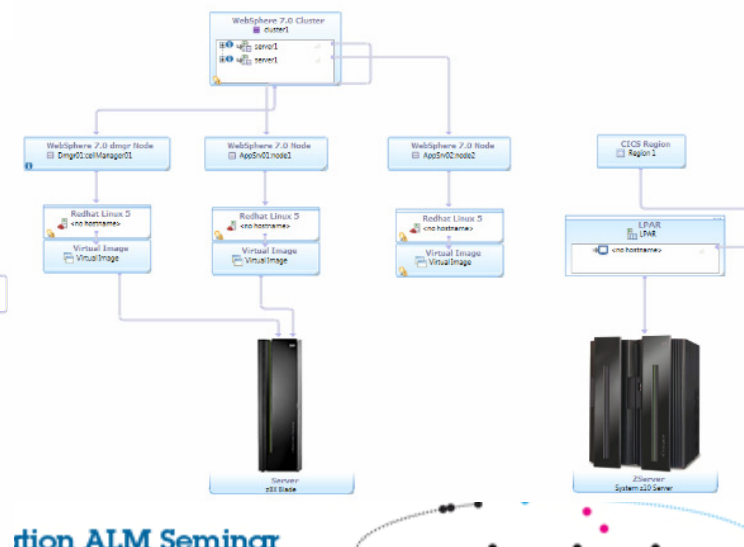 WebSphere 7.0 Cluster
cluster1
server1
server1
WebSphere 7.0 dmgr Node
Dmgr01:cellManager01
WebSphere 7.0 Node
AppSrv01:node1
WebSphere 7.0 Node
AppSrv02:node2
CICS Region
Region 1
Redhat Linux 5
<no hostname>
Virtual Image
VirtualImage
Redhat Linux 5
<no hostname>
Virtual Image
VirtualImage
Redhat Linux 5
<no hostname>
Virtual Image
VirtualImage
LPAR
LPAR
<no hostname>
Server
zBX Blade
ZServer
System z10 Server
ALM Seminar